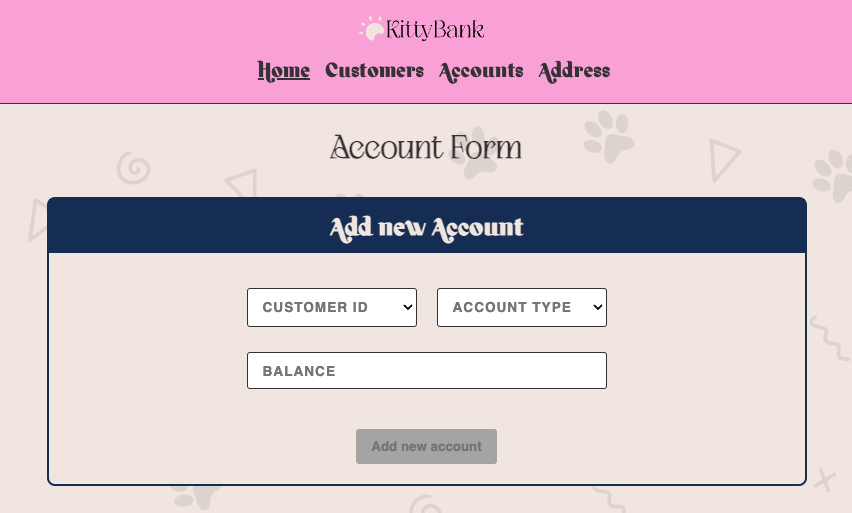 KittyBank
Home Customers Accounts Address
Account Form
Add new Account
CUSTOMER ID ACCOUNT TYPE
BALANCE
Add new account